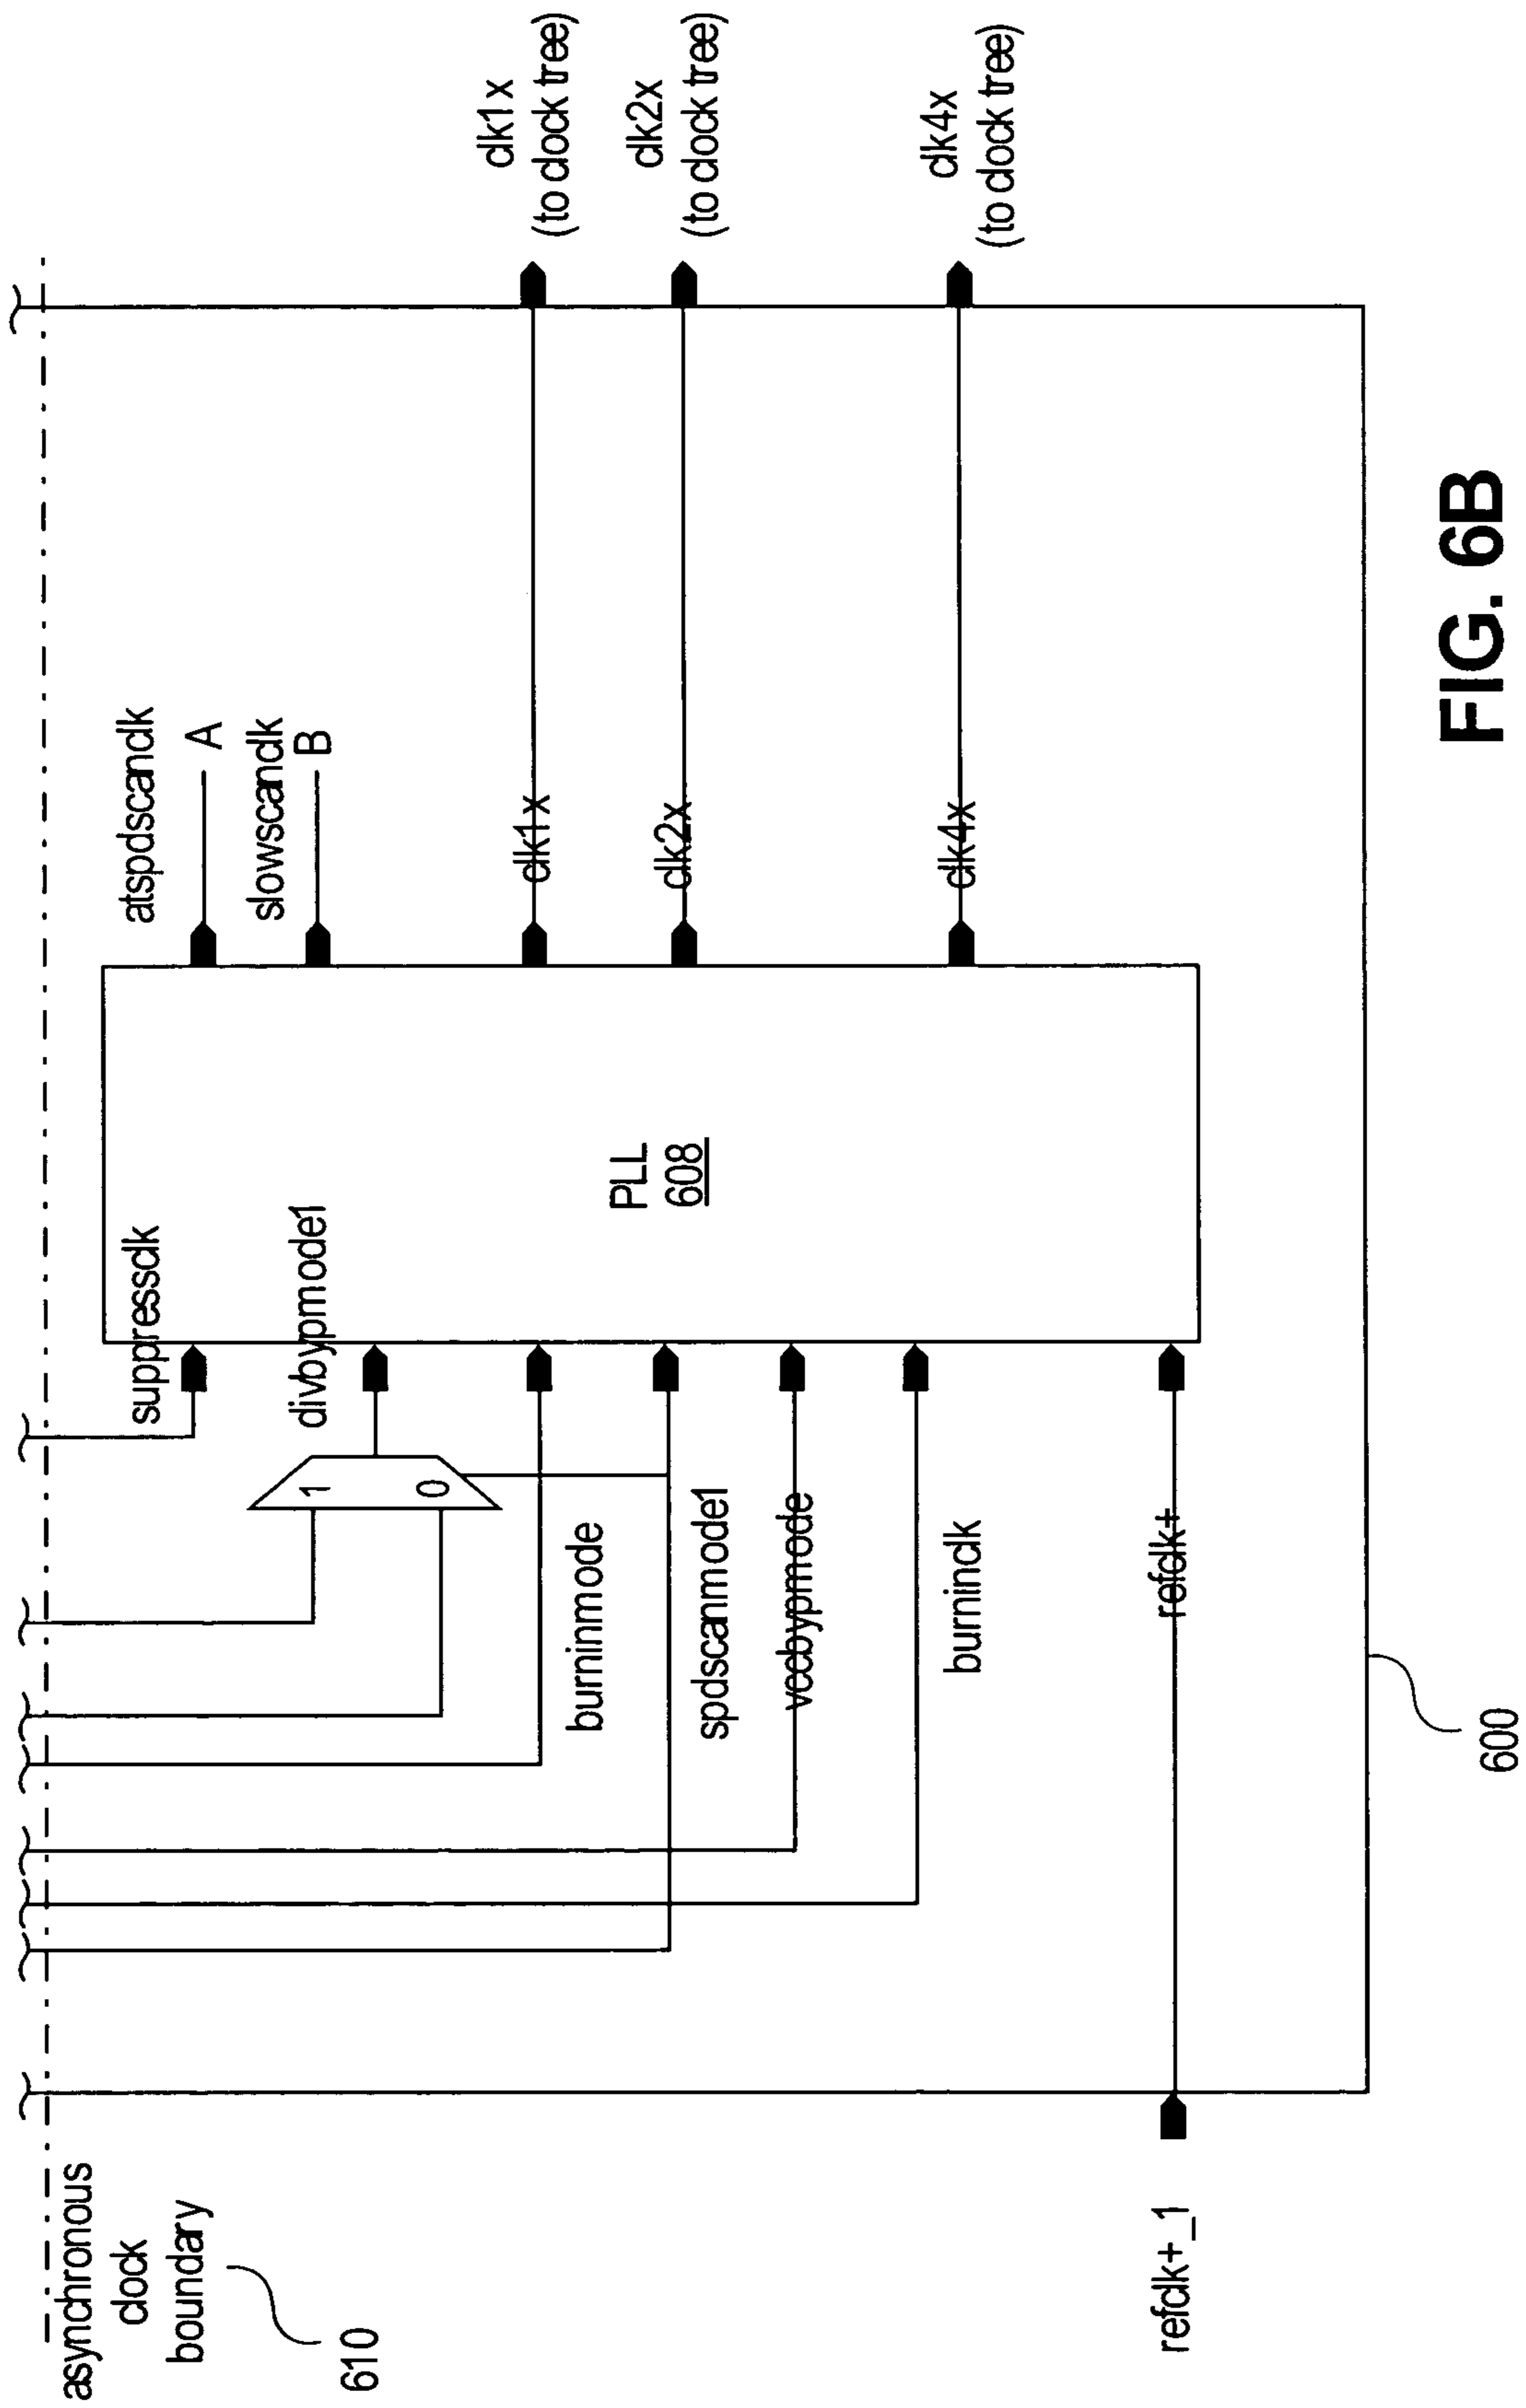 asynchronous
clock
boundary
610
suppressclk
divbypmode1
1
0
burninmode
spdscanmode1
vcobypmode
burninclk
refclk+
refclk+_1
PLL
608
atspdscanclk
A
slowscanclk
B
clk1x
clk2x
clk4x
clk1x
(to clock tree)
clk2x
(to clock tree)
clk4x
(to clock tree)
600
FIG. 6B